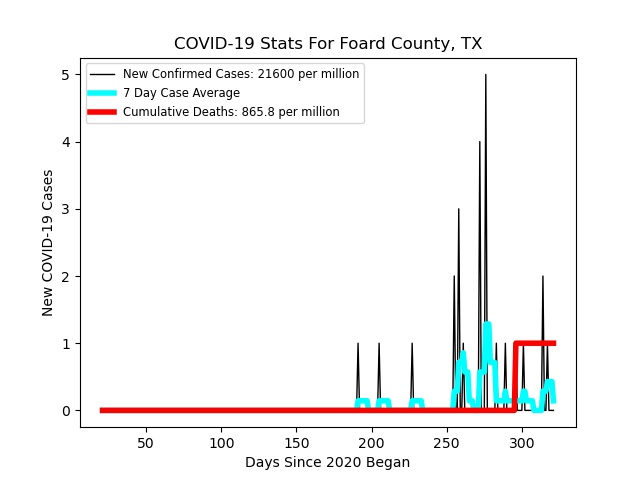 COVID-19 Stats For Foard County, TX
New Confirmed Cases: 21600 per million
7 Day Case Average
Cumulative Deaths: 865.8 per million
New COVID-19 Cases
5
4
3
2
1
0
50 100 150 200 250 300
Days Since 2020 Began